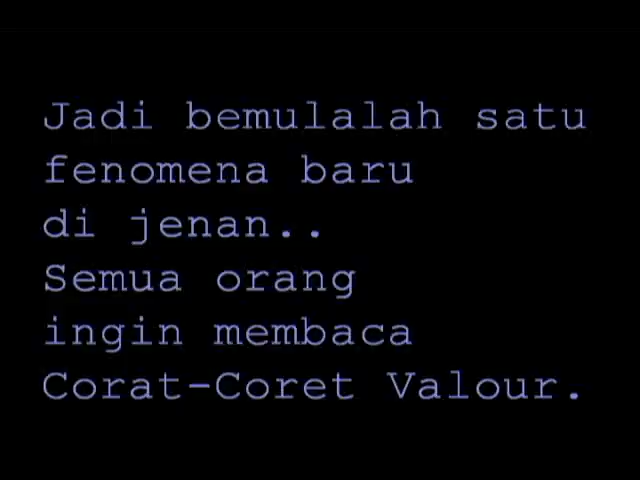 Jadi bemulalah satu
fenomena baru
di jenan..
Semua orang
ingin membaca
Corat-Coret Valour.